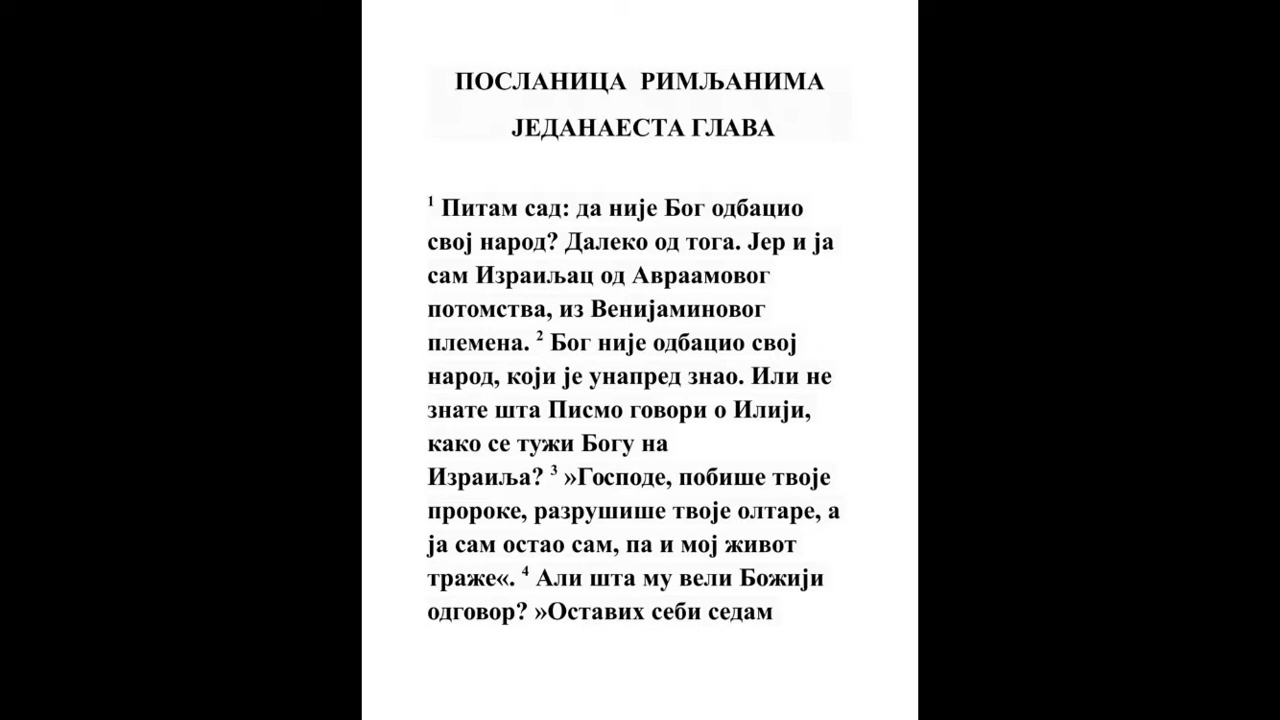 ПОСЛАНИЦА РИМЉАНИМА
ЈЕДАНАЕСТА ГЛАВА
¹ Питам сад: да није Бог одбацио
свој народ? Далеко од тога. Јер и ја
сам Израиљац од Авраамовог
потомства, из Венијаминовог
племена. ² Бог није одбацио свој
народ, који је унапред знао. Или не
знате шта Писмо говори о Илији,
како се тужи Богу на
Израиља? ³ »Господе, побише твоје
пророке, разрушише твоје олтаре, а
ја сам остао сам, па и мој живот
траже«. ⁴ Али шта му вели Божији
одговор? »Оставих себи седам